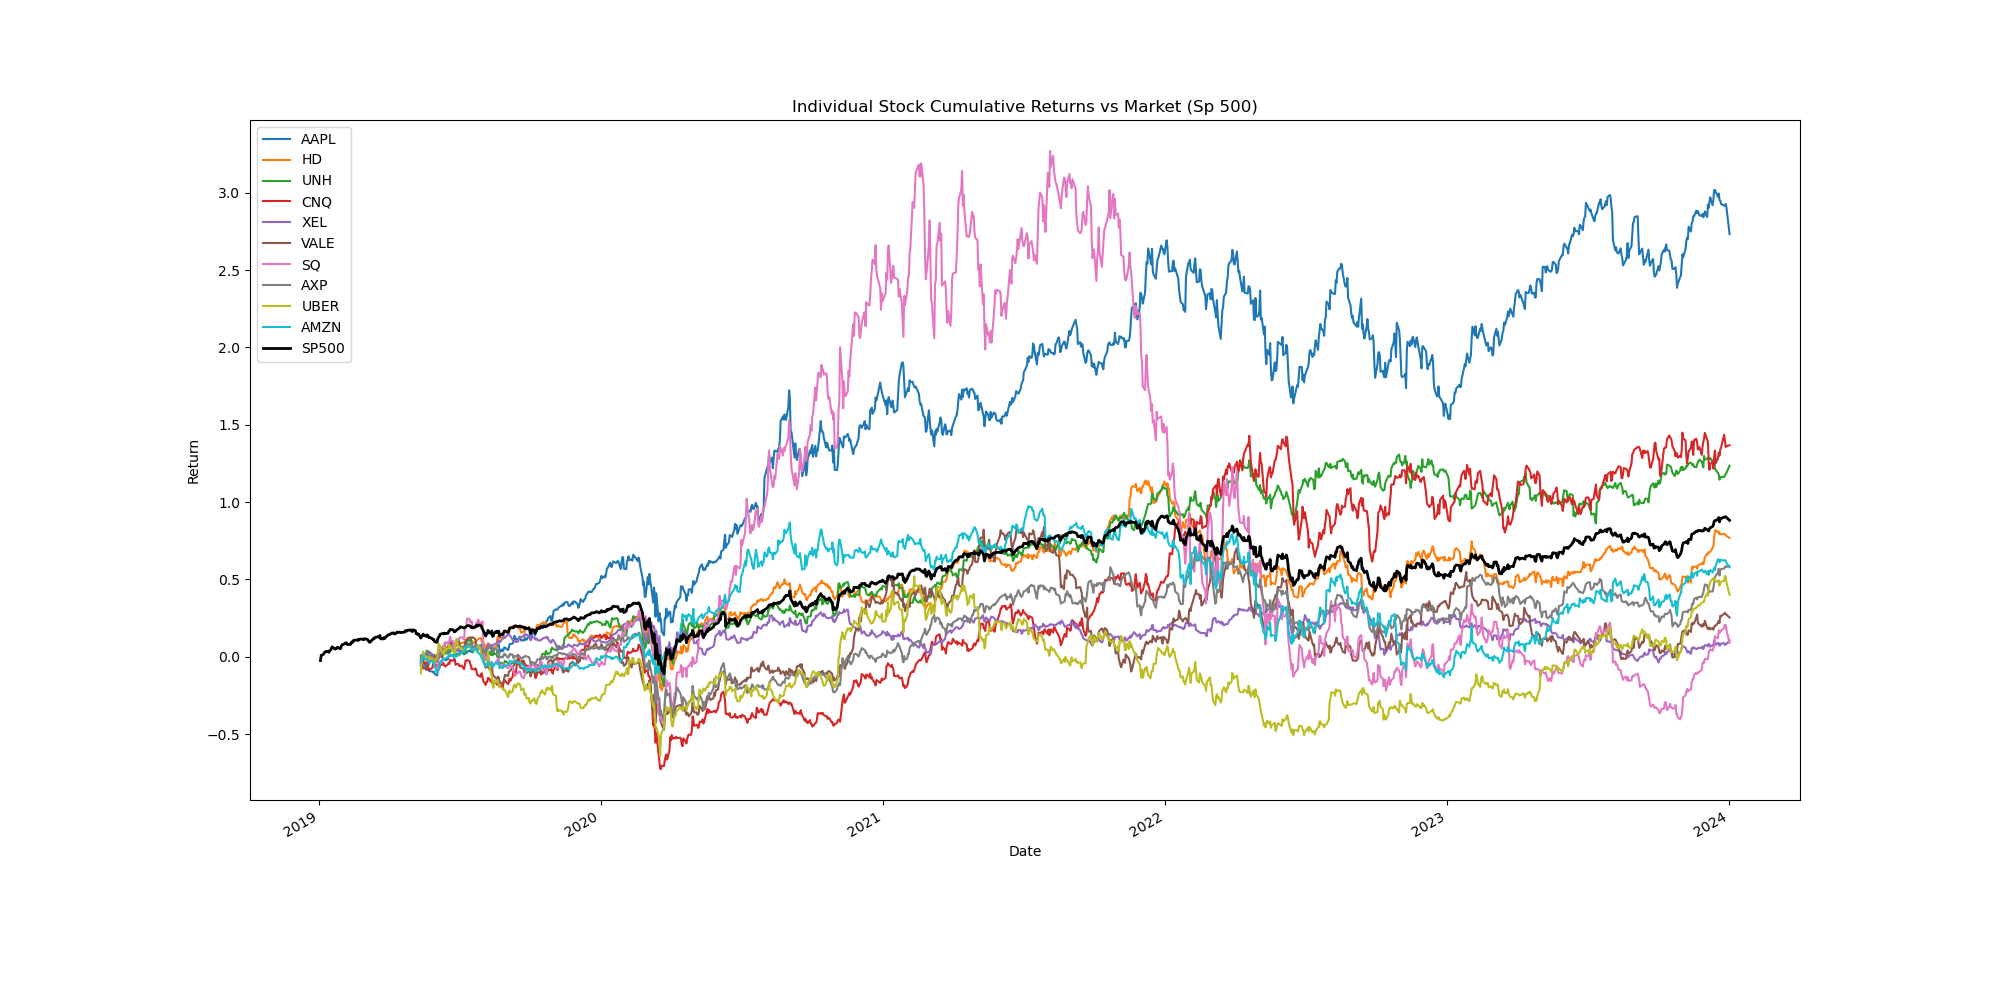 Individual Stock Cumulative Returns vs Market (Sp 500)
AAPL
HD
UNH
CNQ
XEL
VALE
SQ
AXP
UBER
AMZN
SP500
3.0
2.5
2.0
1.5
1.0
0.5
0.0
−0.5
Return
2019
2020
2021
2022
2023
2024
Date